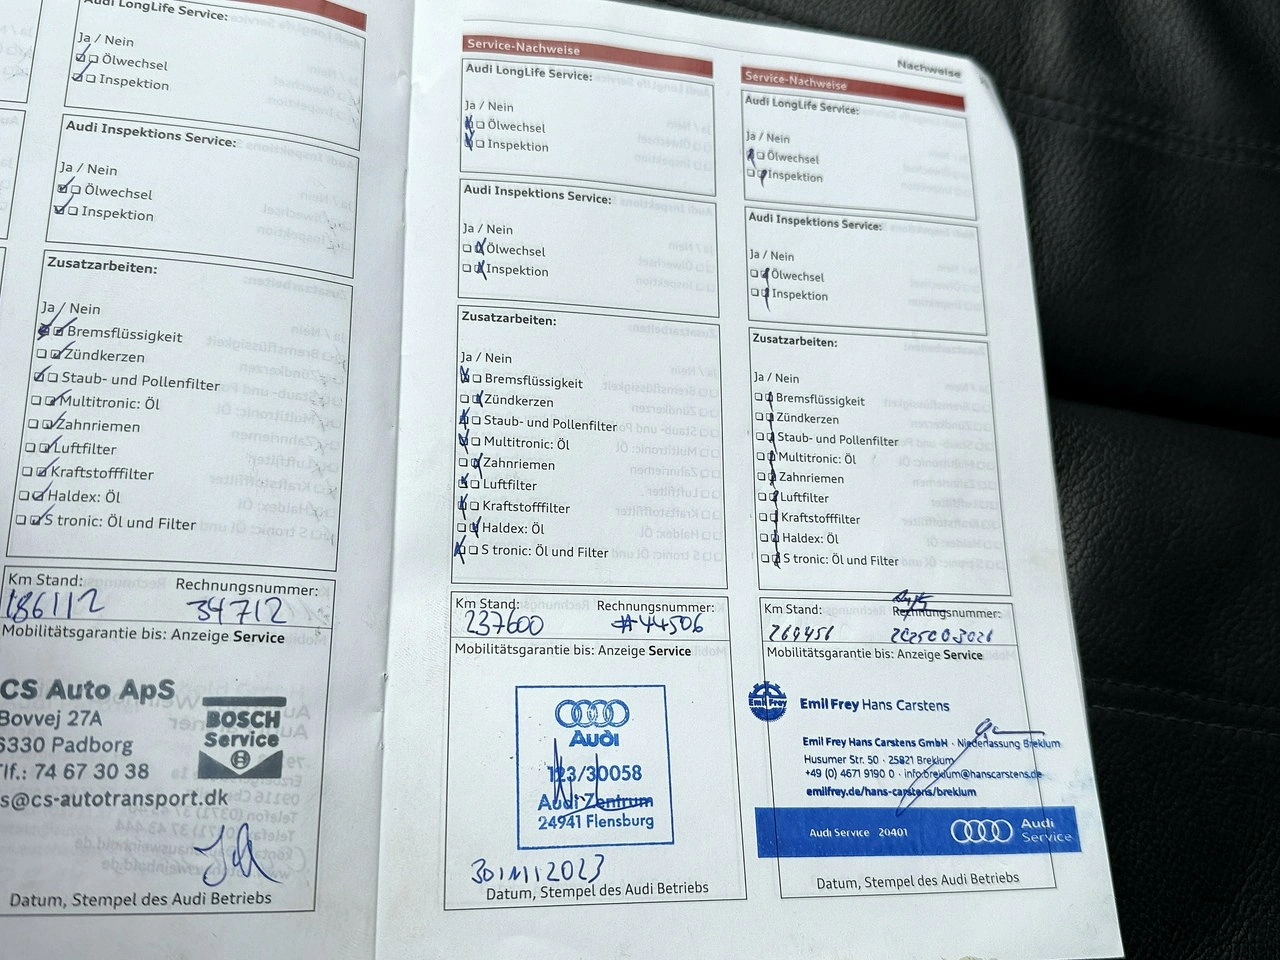 Audi LongLife Service:
Ja / Nein
Ölwechsel
Inspektion
Audi Inspektions Service:
Ja / Nein
Ölwechsel
Inspektion
Zusatzarbeiten:
Ja / Nein
Bremsflüssigkeit
Zündkerzen
Staub- und Pollenfilter
Multitronic: Öl
Zahnriemen
Luftfilter
Kraftstofffilter
Haldex: Öl
S tronic: Öl und Filter
Km Stand: Rechnungsnummer:
186112 34712
Mobilitätsgarantie bis: Anzeige Service
CS Auto ApS
Bovvej 27A
6330 Padborg
Tlf.: 74 67 30 38
s@cs-autotransport.dk
BOSCH
Service
Datum, Stempel des Audi Betriebs
Service-Nachweise
Audi LongLife Service:
Ja / Nein
Ölwechsel
Inspektion
Audi Inspektions Service:
Ja / Nein
Ölwechsel
Inspektion
Zusatzarbeiten:
Ja / Nein
Bremsflüssigkeit
Zündkerzen
Staub- und Pollenfilter
Multitronic: Öl
Zahnriemen
Luftfilter
Kraftstofffilter
Haldex: Öl
S tronic: Öl und Filter
Km Stand: Rechnungsnummer:
237600 #44506
Mobilitätsgarantie bis: Anzeige Service
Audi
123/30058
Audi Zentrum
24941 Flensburg
Datum, Stempel des Audi Betriebs
Nachweise
Service-Nachweise
Audi LongLife Service:
Ja / Nein
Ölwechsel
Inspektion
Audi Inspektions Service:
Ja / Nein
Ölwechsel
Inspektion
Zusatzarbeiten:
Ja / Nein
Bremsflüssigkeit
Zündkerzen
Staub- und Pollenfilter
Multitronic: Öl
Zahnriemen
Luftfilter
Kraftstofffilter
Haldex: Öl
S tronic: Öl und Filter
Km Stand: Rechnungsnummer:
Mobilitätsgarantie bis: Anzeige Service
Emil Frey
Emil Frey Hans Carstens
Emil Frey Hans Carstens GmbH · Niederlassung Breklum
Husumer Str. 50 · 25821 Breklum
+49 (0) 4671 9190 0 · info.breklum@hanscarstens.de
emilfrey.de/hans-carstens/breklum
Audi Service 20401
Audi
Service
Datum, Stempel des Audi Betriebs